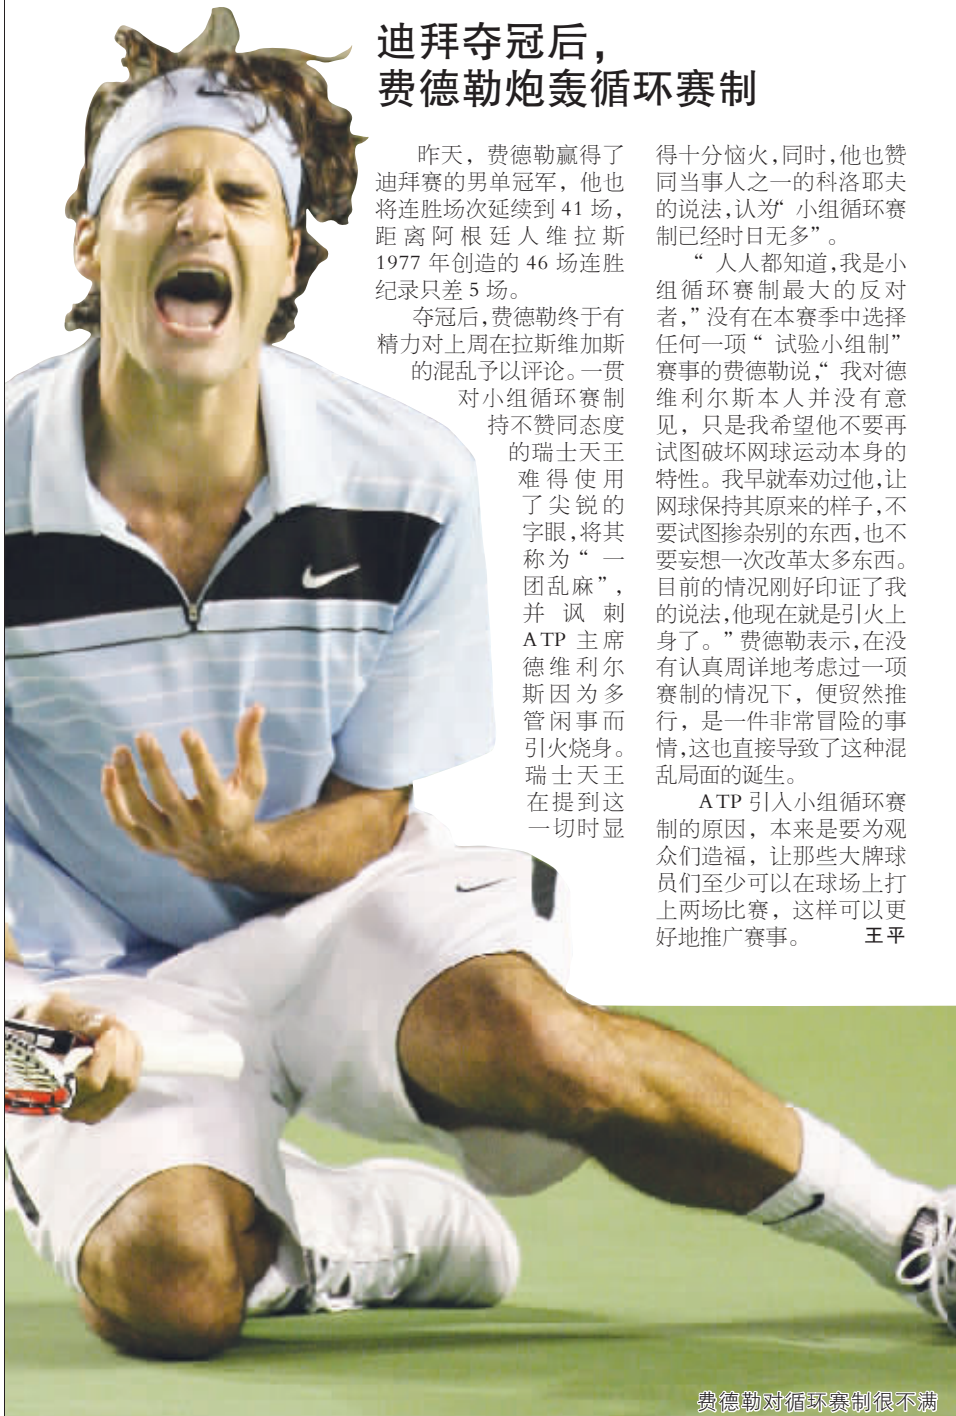 迪拜夺冠后，
费德勒炮轰循环赛制
昨天，费德勒赢得了
迪拜赛的男单冠军，他也
将连胜场次延续到 41 场，
距离阿根廷人维拉斯
1977 年创造的 46 场连胜
纪录只差 5 场。
夺冠后，费德勒终于有
精力对上周在拉斯维加斯
的混乱予以评论。一贯
对小组循环赛制
持不赞同态度
的瑞士天王
难得使用
了尖锐的
字眼，将其
称为“一
团乱麻”，
并讽刺
ATP 主席
德维利尔
斯因为多
管闲事而
引火烧身。
瑞士天王
在提到这
一切时显
得十分恼火，同时，他也赞
同当事人之一的科洛耶夫
的说法，认为“小组循环赛
制已经时日无多”。
“人人都知道，我是小
组循环赛制最大的反对
者，”没有在本赛季中选择
任何一项“试验小组制”
赛事的费德勒说，“我对德
维利尔斯本人并没有意
见，只是我希望他不要再
试图破坏网球运动本身的
特性。我早就奉劝过他，让
网球保持其原来的样子，不
要试图掺杂别的东西，也不
要妄想一次改革太多东西。
目前的情况刚好印证了我
的说法，他现在就是引火上
身了。”费德勒表示，在没
有认真周详地考虑过一项
赛制的情况下，便贸然推
行，是一件非常冒险的事
情，这也直接导致了这种混
乱局面的诞生。
ATP 引入小组循环赛
制的原因，本来是要为观
众们造福，让那些大牌球
员们至少可以在球场上打
上两场比赛，这样可以更
好地推广赛事。 王平
费德勒对循环赛制很不满